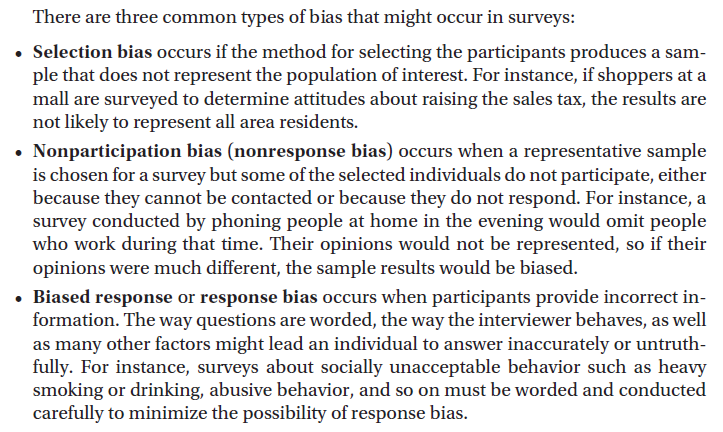 There are three common types of bias that might occur in surveys:
• Selection bias occurs if the method for selecting the participants produces a sam-
ple that does not represent the population of interest. For instance, if shoppers at a
mall are surveyed to determine attitudes about raising the sales tax, the results are
not likely to represent all area residents.
• Nonparticipation bias (nonresponse bias) occurs when a representative sample
is chosen for a survey but some of the selected individuals do not participate, either
because they cannot be contacted or because they do not respond. For instance, a
survey conducted by phoning people at home in the evening would omit people
who work during that time. Their opinions would not be represented, so if their
opinions were much different, the sample results would be biased.
• Biased response or response bias occurs when participants provide incorrect in-
formation. The way questions are worded, the way the interviewer behaves, as well
as many other factors might lead an individual to answer inaccurately or untruth-
fully. For instance, surveys about socially unacceptable behavior such as heavy
smoking or drinking, abusive behavior, and so on must be worded and conducted
carefully to minimize the possibility of response bias.